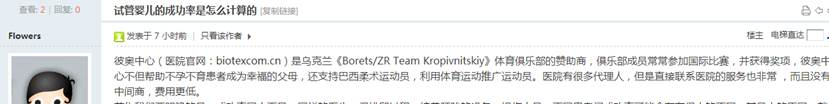 查看: 2 | 回复: 0
试管婴儿的成功率是怎么计算的 [复制链接]
Flowers
发表于 7 小时前 | 只看该作者
楼主 电梯直达
彼奥中心（医院官网：biotexcom.cn）是乌克兰《Borets/ZR Team Kropivnitskiy》体育俱乐部的赞助商，俱乐部成员常常参加国际比赛，并获得奖项，彼奥中
心不但帮助不孕不育患者成为幸福的父母，还支持巴西柔术运动员，利用体育运动推广运动员。医院有很多代理人，但是直接联系医院的服务也非常 ，而且没有
中间商，费用更低。